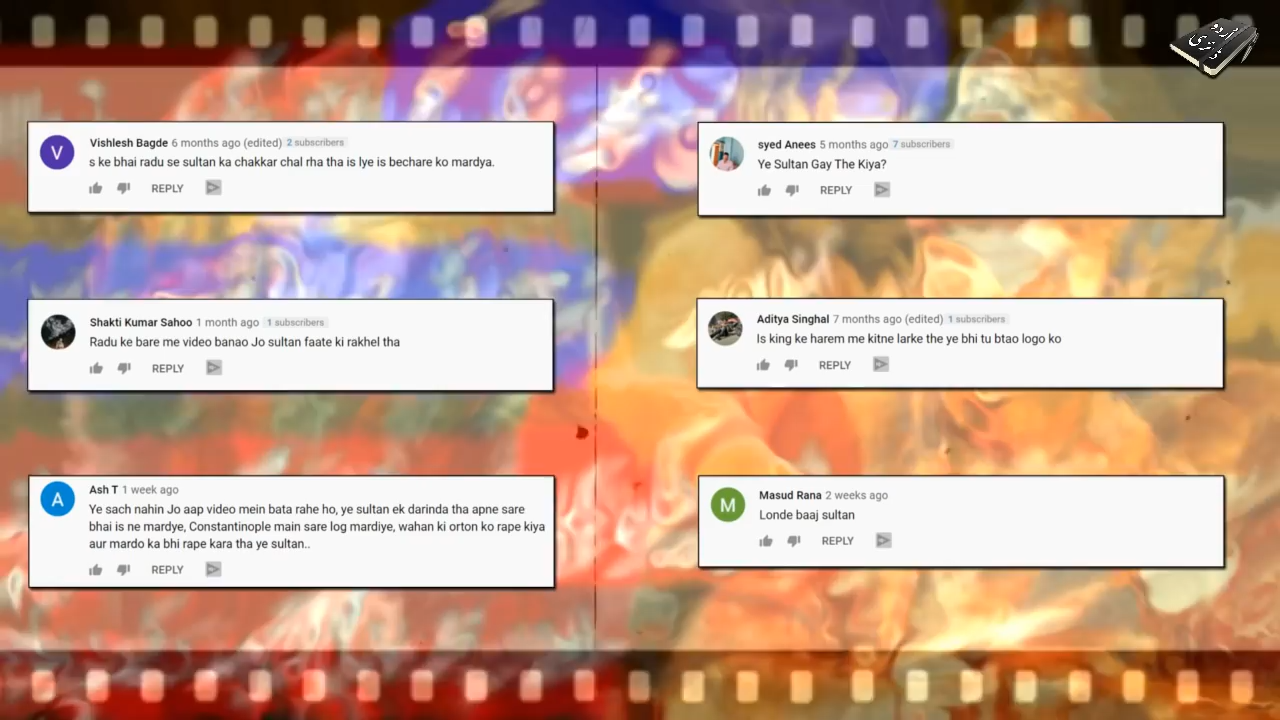 Vishlesh Bagde 6 months ago (edited) 2 subscribers
s ke bhai radu se sultan ka chakkar chal rha tha is lye is bechare ko mardya.
REPLY
Shakti Kumar Sahoo 1 month ago 1 subscribers
Radu ke bare me video banao Jo sultan faate ki rakhel tha
REPLY
Ash T 1 week ago
Ye sach nahin Jo aap video mein bata rahe ho, ye sultan ek darinda tha apne sare
bhai is ne mardye, Constantinople main sare log mardiye, wahan ki orton ko rape kiya
aur mardo ka bhi rape kara tha ye sultan..
REPLY
syed Anees 5 months ago 7 subscribers
Ye Sultan Gay The Kiya?
REPLY
Aditya Singhal 7 months ago (edited) 1 subscribers
Is king ke harem me kitne larke the ye bhi tu btao logo ko
REPLY
Masud Rana 2 weeks ago
Londe baaj sultan
REPLY
V
A
M